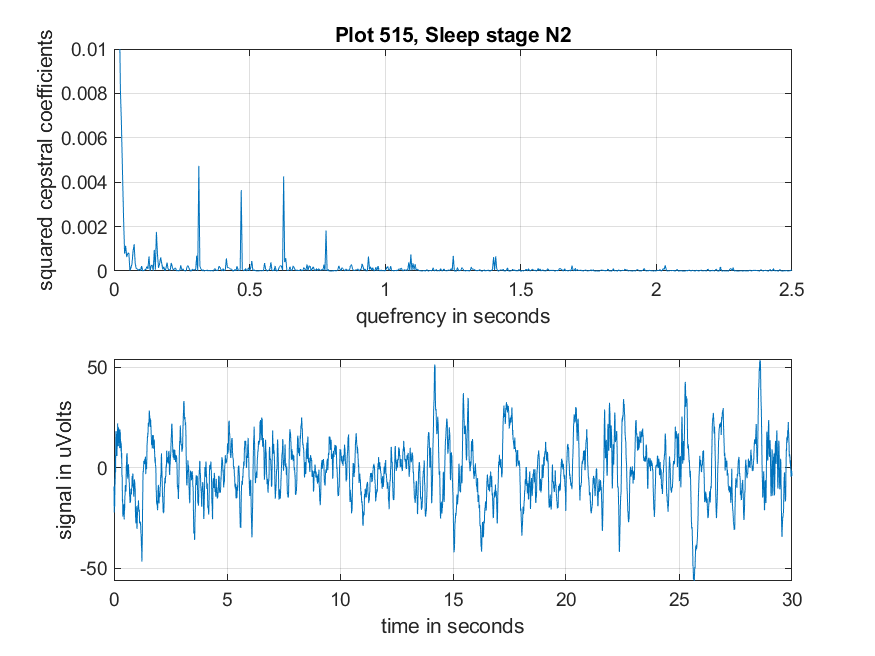 Plot 515, Sleep stage N2
squared cepstral coefficients
0.01
0.008
0.006
0.004
0.002
0
0 0.5 1 1.5 2 2.5
quefrency in seconds
signal in uVolts
50
0
-50
0 5 10 15 20 25 30
time in seconds